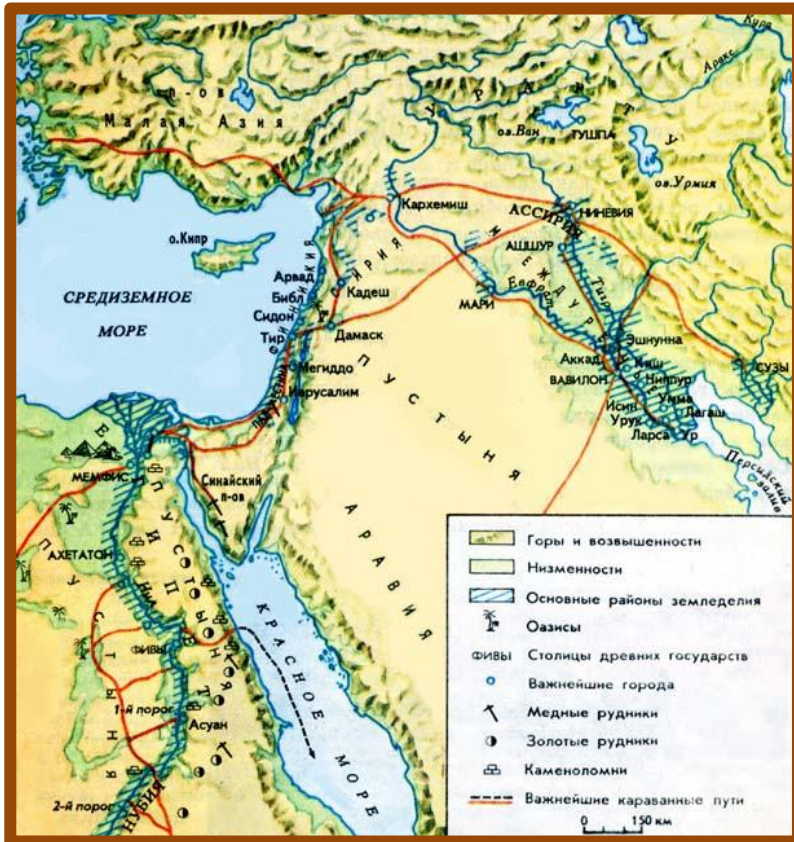 Кура
Аракс
п-ов
Малая Азия
УРАРТУ
оз.Ван
ТУШПА
оз.Урмия
Кархемиш
АССИРИЯ
НИНЕВИЯ
о.Кипр
АШШУР
МЕЖДУРЕЧЬЕ
Тигр
Евфрат
СИРИЯ
ФИНИКИЯ
Арвад
Кадеш
МАРИ
Библ
СРЕДИЗЕМНОЕ
МОРЕ
Сидон
Тир
Дамаск
Эшнунна
Аккад
Киш
СУЗЫ
ВАВИЛОН
Ниппур
Мегиддо
Умма
Иерусалим
ПАЛЕСТИНА
Исин
Лагаш
Урук
Ларса
Ур
Персидский
залив
ПУСТЫНЯ
АРАВИЯ
ЕГИПЕТ
МЕМФИС
Синайский
п-ов
ПУСТЫНЯ
АХЕТАТОН
Нил
ПУСТЫНЯ
ФИВЫ
КРАСНОЕ МОРЕ
1-й порог
Асуан
2-й порог
НУБИЯ
Горы и возвышенности
Низменности
Основные районы земледелия
Оазисы
ФИВЫ Столицы древних государств
Важнейшие города
Медные рудники
Золотые рудники
Каменоломни
Важнейшие караванные пути
0 150 км